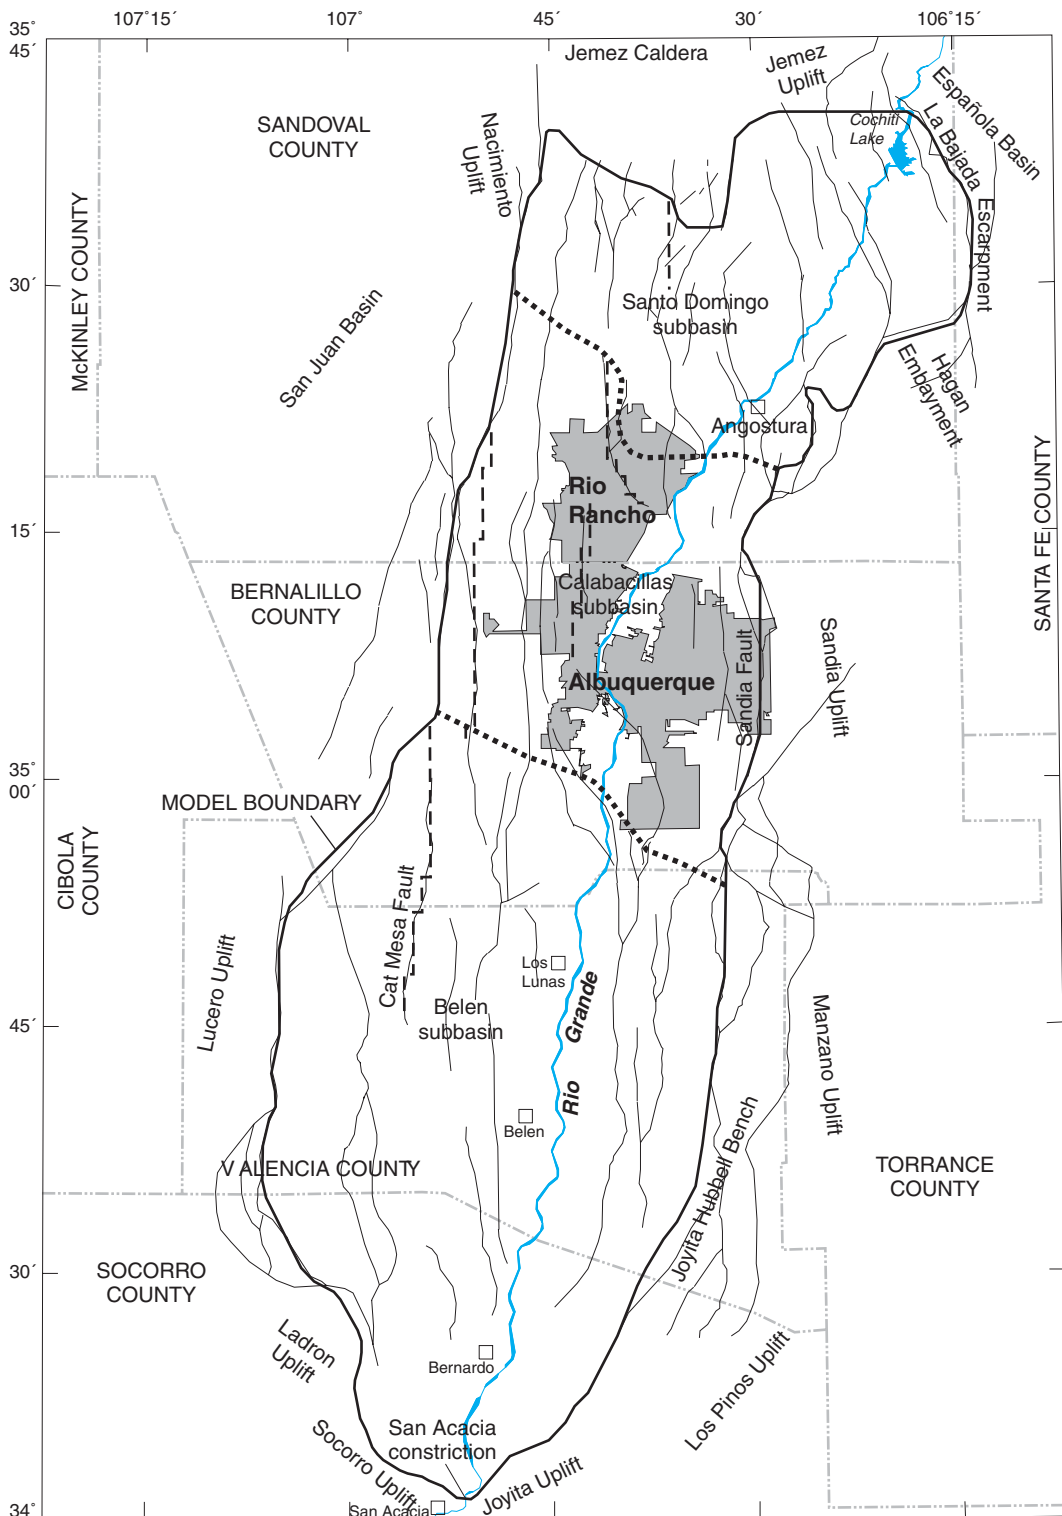 107°15´
107°
45´
30´
106°15´
35°
45´
Jemez Caldera
Jemez
Uplift
Española Basin
La Bajada
Escarpment
Cochiti
Lake
SANDOVAL
COUNTY
Nacimiento
Uplift
McKINLEY COUNTY
30´
San Juan Basin
Santo Domingo
subbasin
Hagan
Embayment
Angostura
SANTA FE COUNTY
Rio
Rancho
15´
BERNALILLO
COUNTY
Calabacillas
subbasin
Sandia Fault
Sandia Uplift
Albuquerque
35°
00´
MODEL BOUNDARY
CIBOLA
COUNTY
Cat Mesa Fault
Lucero Uplift
Los
Lunas
Rio Grande
Belen
subbasin
45´
Manzano Uplift
Belen
Joyita Hubbell Bench
VALENCIA COUNTY
TORRANCE
COUNTY
30´
SOCORRO
COUNTY
Ladron
Uplift
Bernardo
Los Pinos Uplift
San Acacia
constriction
Socorro Uplift
Joyita Uplift
34°
San Acacia